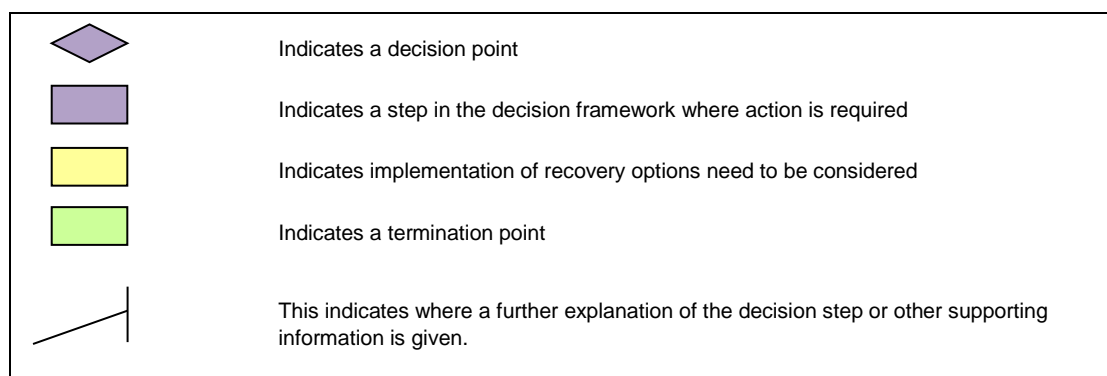 Indicates a decision point
Indicates a step in the decision framework where action is required
Indicates implementation of recovery options need to be considered
Indicates a termination point
This indicates where a further explanation of the decision step or other supporting
information is given.